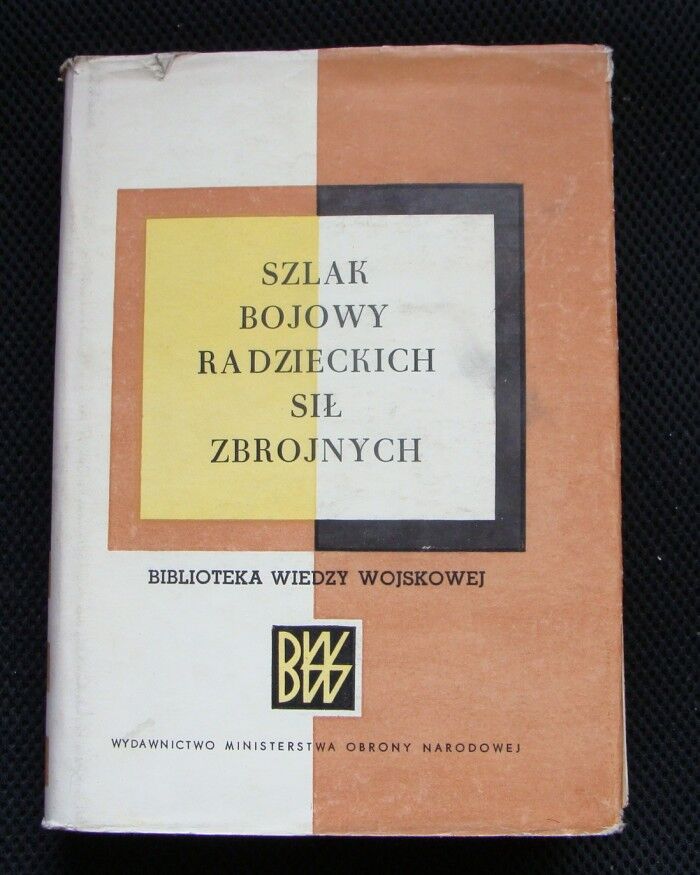 SZLAK
BOJOWY
RADZIECKICH
SIŁ
ZBROJNYCH
BIBLIOTEKA WIEDZY WOJSKOWEJ
BWW
WYDAWNICTWO MINISTERSTWA OBRONY NARODOWEJ